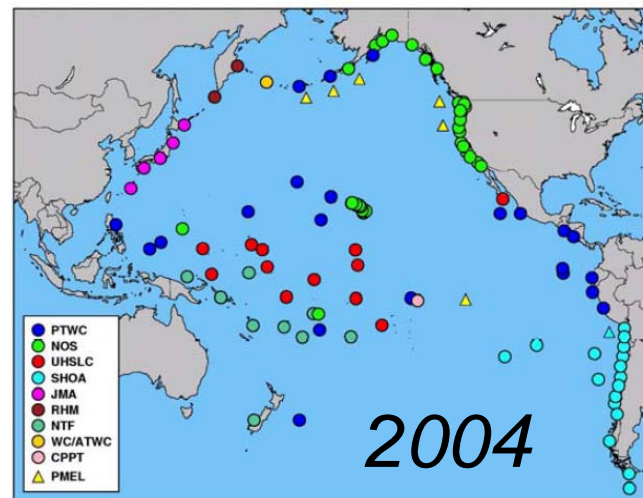 PTWC
NOS
UHSLC
SHOA
JMA
RHM
NTF
WC/ATWC
CPPT
PMEL
2004